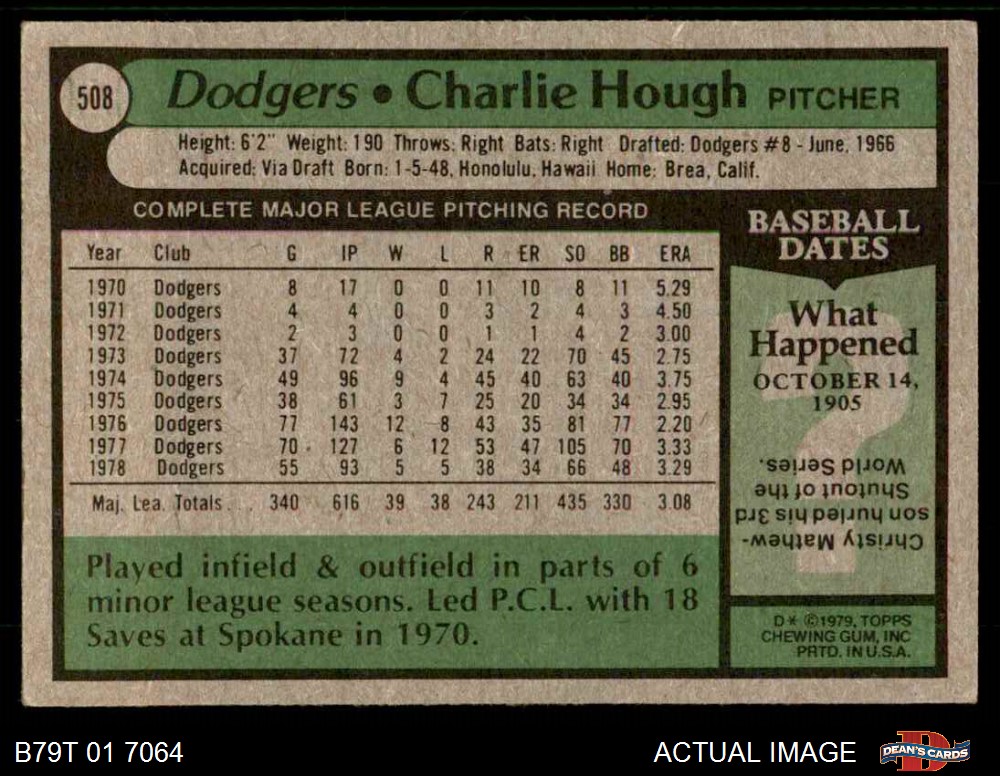 508
Dodgers • Charlie Hough PITCHER
Height: 6'2" Weight: 190 Throws: Right Bats: Right Drafted: Dodgers #8 - June, 1966
Acquired: Via Draft Born: 1-5-48, Honolulu, Hawaii Home: Brea, Calif.
COMPLETE MAJOR LEAGUE PITCHING RECORD
Year Club G IP W L R ER SO BB ERA
1970 Dodgers 8 17 0 0 11 10 8 11 5.29
1971 Dodgers 4 4 0 0 3 2 4 3 4.50
1972 Dodgers 2 3 0 0 1 1 4 2 3.00
1973 Dodgers 37 72 4 2 24 22 70 45 2.75
1974 Dodgers 49 96 9 4 45 40 63 40 3.75
1975 Dodgers 38 61 3 7 25 20 34 34 2.95
1976 Dodgers 77 143 12 8 43 35 81 77 2.20
1977 Dodgers 70 127 6 12 53 47 105 70 3.33
1978 Dodgers 55 93 5 5 38 34 66 48 3.29
Maj. Lea. Totals . . . 340 616 39 38 243 211 435 330 3.08
Played infield & outfield in parts of 6
minor league seasons. Led P.C.L. with 18
Saves at Spokane in 1970.
BASEBALL
DATES
What
Happened
OCTOBER 14,
1905
Christy Mathew-
son hurled his 3rd
Shutout of the
World Series.
D* ©1979, TOPPS
CHEWING GUM, INC
PRTD. IN U.S.A.
B79T 01 7064
ACTUAL IMAGE
D
DEAN'S CARDS